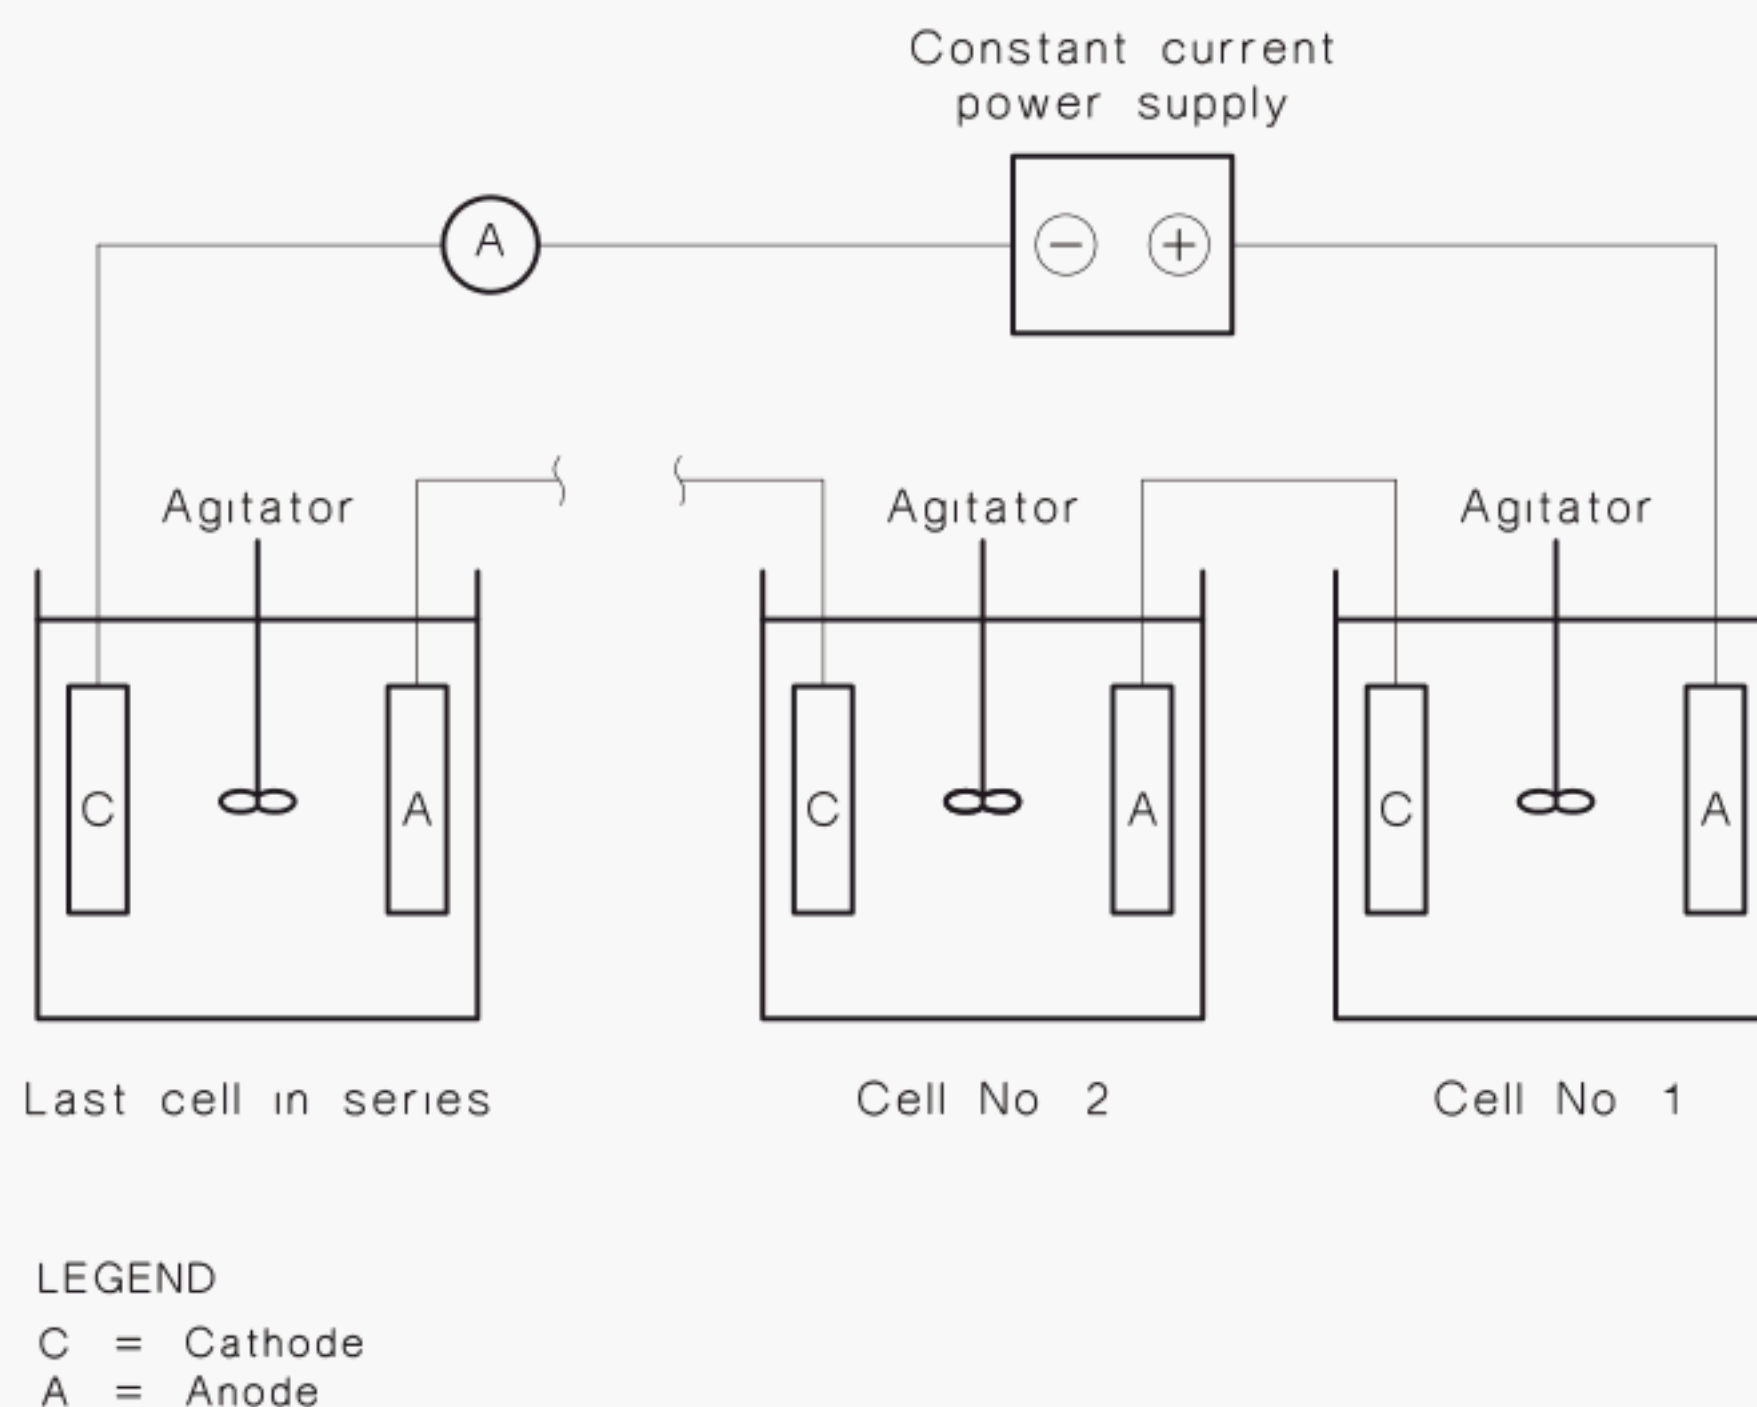 Constant current
power supply
A
− +
Agitator
Agitator
Agitator
C
A
C
A
C
A
Last cell in series
Cell No 2
Cell No 1
LEGEND
C = Cathode
A = Anode